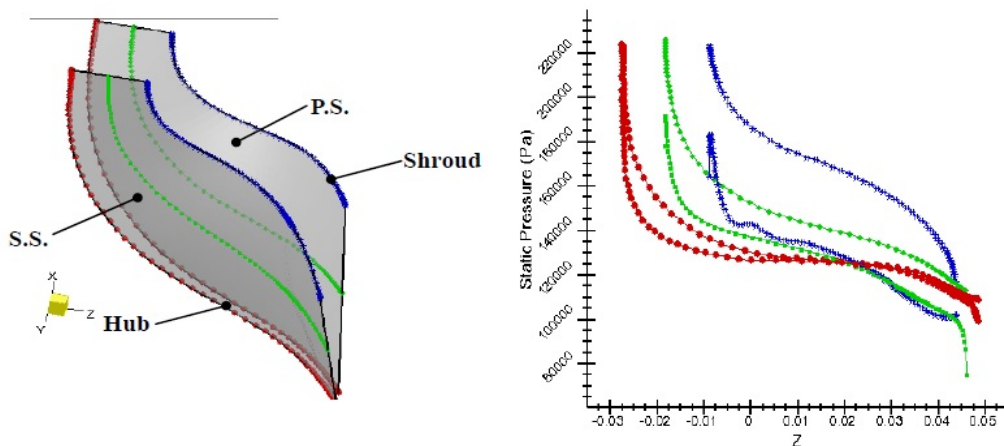 P.S.
Shroud
S.S.
Hub
X
Y
Z
Static Pressure (Pa)
220000
200000
180000
160000
140000
120000
100000
80000
-0.03 -0.02 -0.01 0 0.01 0.02 0.03 0.04 0.05
Z